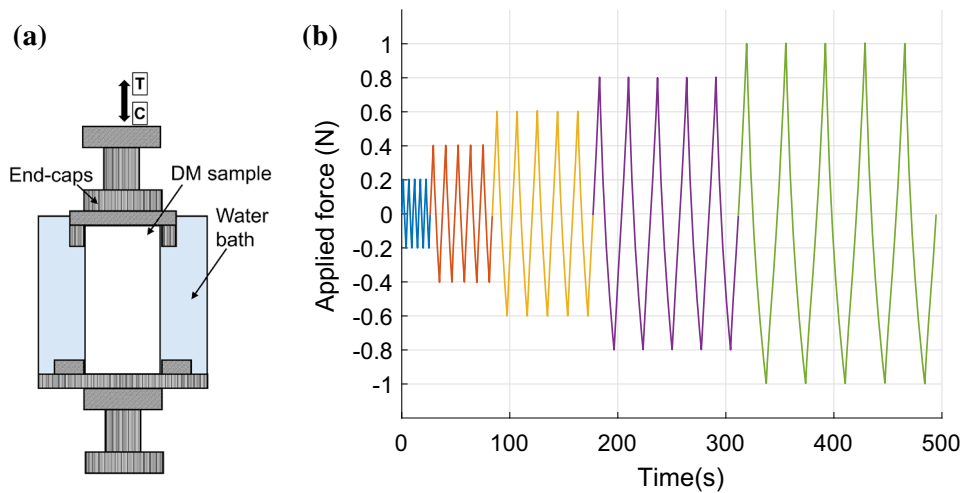 (a)
T
C
End-caps
DM sample
Water
bath
(b)
Applied force (N)
1
0.8
0.6
0.4
0.2
0
-0.2
-0.4
-0.6
-0.8
-1
0
100
200
300
400
500
Time(s)